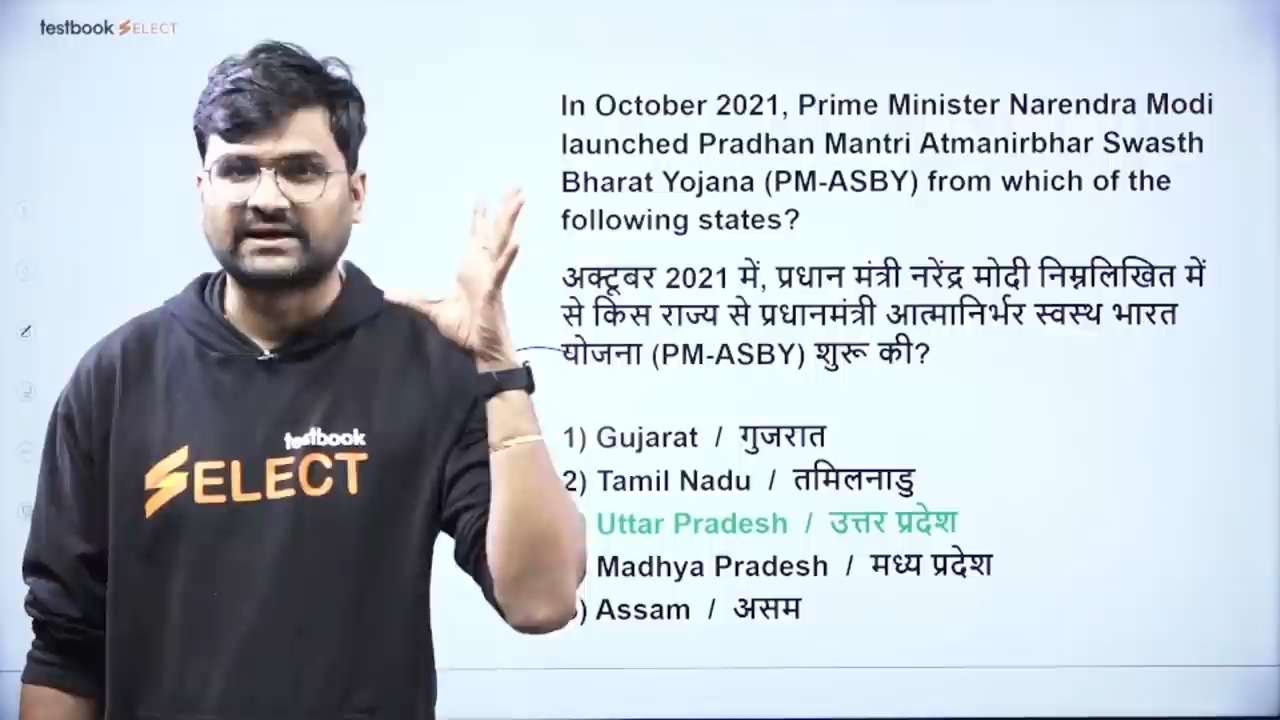 testbook SELECT
In October 2021, Prime Minister Narendra Modi
launched Pradhan Mantri Atmanirbhar Swasth
Bharat Yojana (PM-ASBY) from which of the
following states?
अक्टूबर 2021 में, प्रधान मंत्री नरेंद्र मोदी निम्नलिखित में
से किस राज्य से प्रधानमंत्री आत्मानिर्भर स्वस्थ भारत
योजना (PM-ASBY) शुरू की?
1) Gujarat / गुजरात
2) Tamil Nadu / तमिलनाडु
) Uttar Pradesh / उत्तर प्रदेश
Madhya Pradesh / मध्य प्रदेश
) Assam / असम
testbook
SELECT